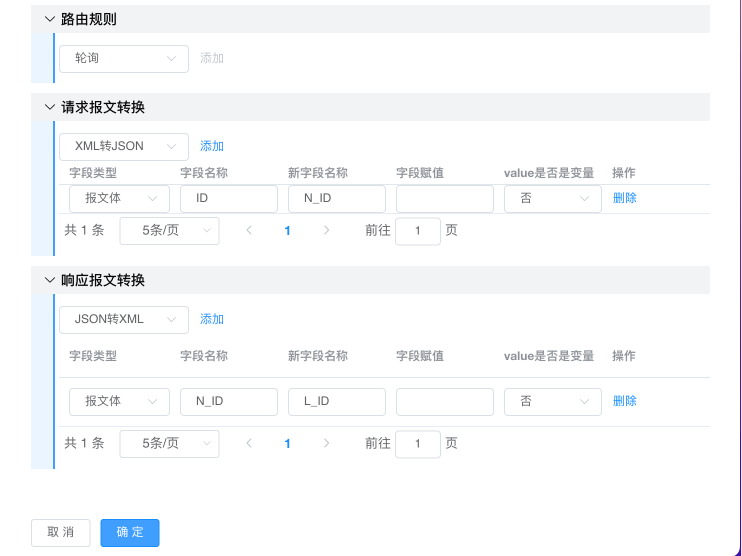 路由规则
轮询 添加
请求报文转换
XML转JSON 添加
字段类型 字段名称 新字段名称 字段赋值 value是否是变量 操作
报文体 ID N_ID 否 删除
共 1 条 5条/页 1 前往 1 页
响应报文转换
JSON转XML 添加
字段类型 字段名称 新字段名称 字段赋值 value是否是变量 操作
报文体 N_ID L_ID 否 删除
共 1 条 5条/页 1 前往 1 页
取 消 确 定